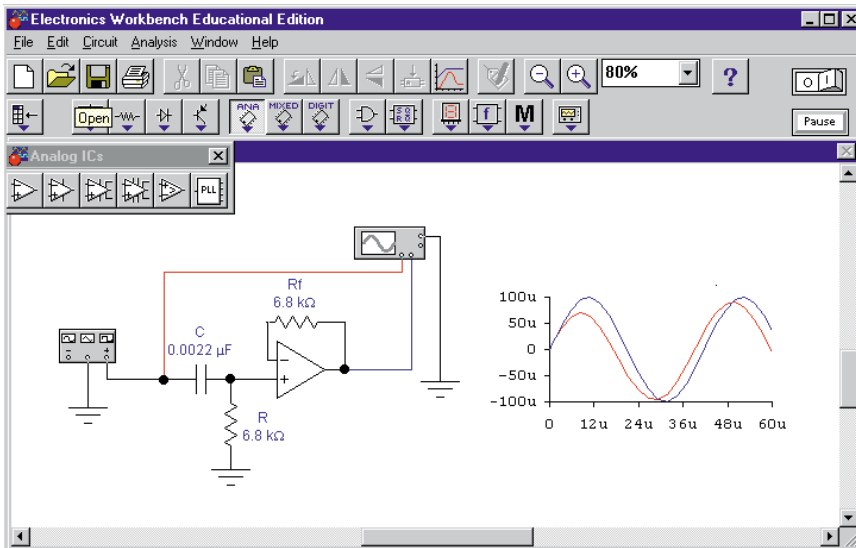 Electronics Workbench Educational Edition
File Edit Circuit Analysis Window Help
80%
?
O I
ANA MIXED DIGIT
Open
f
M
Pause
Analog ICs
PLL
Rf
6.8 kΩ
C
0.0022 µF
R
6.8 kΩ
100u
50u
0
-50u
-100u
0 12u 24u 36u 48u 60u